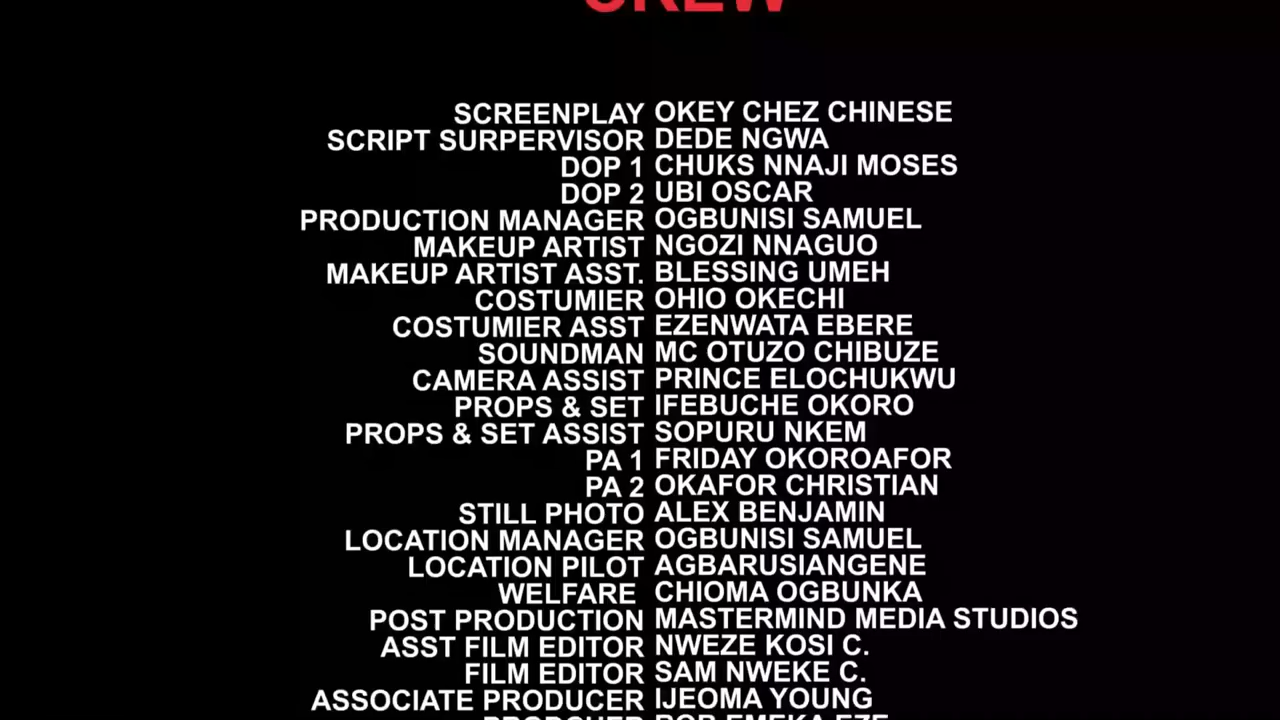 CREW
SCREENPLAY OKEY CHEZ CHINESE
SCRIPT SURPERVISOR DEDE NGWA
DOP 1 CHUKS NNAJI MOSES
DOP 2 UBI OSCAR
PRODUCTION MANAGER OGBUNISI SAMUEL
MAKEUP ARTIST NGOZI NNAGUO
MAKEUP ARTIST ASST. BLESSING UMEH
COSTUMIER OHIO OKECHI
COSTUMIER ASST EZENWATA EBERE
SOUNDMAN MC OTUZO CHIBUZE
CAMERA ASSIST PRINCE ELOCHUKWU
PROPS & SET IFEBUCHE OKORO
PROPS & SET ASSIST SOPURU NKEM
PA 1 FRIDAY OKOROAFOR
PA 2 OKAFOR CHRISTIAN
STILL PHOTO ALEX BENJAMIN
LOCATION MANAGER OGBUNISI SAMUEL
LOCATION PILOT AGBARUSIANGENE
WELFARE CHIOMA OGBUNKA
POST PRODUCTION MASTERMIND MEDIA STUDIOS
ASST FILM EDITOR NWEZE KOSI C.
FILM EDITOR SAM NWEKE C.
ASSOCIATE PRODUCER IJEOMA YOUNG
EMEKA EZE